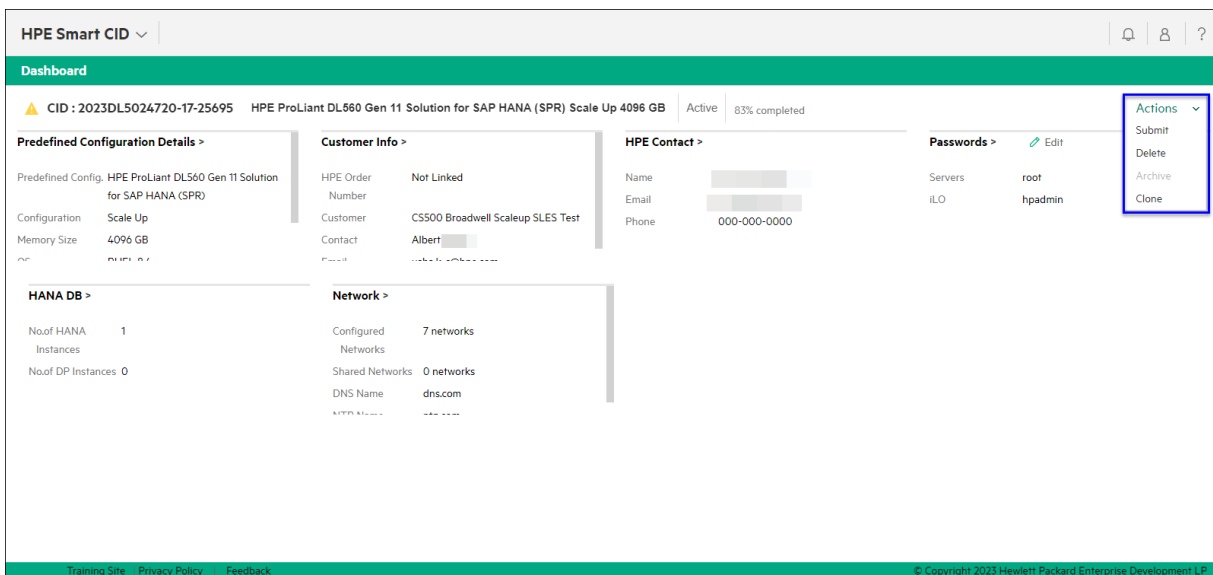 HPE Smart CID
?
Dashboard
CID : 2023DL5024720-17-25695 HPE ProLiant DL560 Gen 11 Solution for SAP HANA (SPR) Scale Up 4096 GB Active 83% completed
Actions
Submit
Delete
Archive
Clone
Predefined Configuration Details >
Predefined Config. HPE ProLiant DL560 Gen 11 Solution
for SAP HANA (SPR)
Configuration Scale Up
Memory Size 4096 GB
Customer Info >
HPE Order Not Linked
Number
Customer CS500 Broadwell Scaleup SLES Test
Contact Albert
HPE Contact >
Name
Email
Phone 000-000-0000
Passwords > Edit
Servers root
iLO hpadmin
HANA DB >
No.of HANA 1
Instances
No.of DP Instances 0
Network >
Configured 7 networks
Networks
Shared Networks 0 networks
DNS Name dns.com
Training Site | Privacy Policy | Feedback
© Copyright 2023 Hewlett Packard Enterprise Development LP